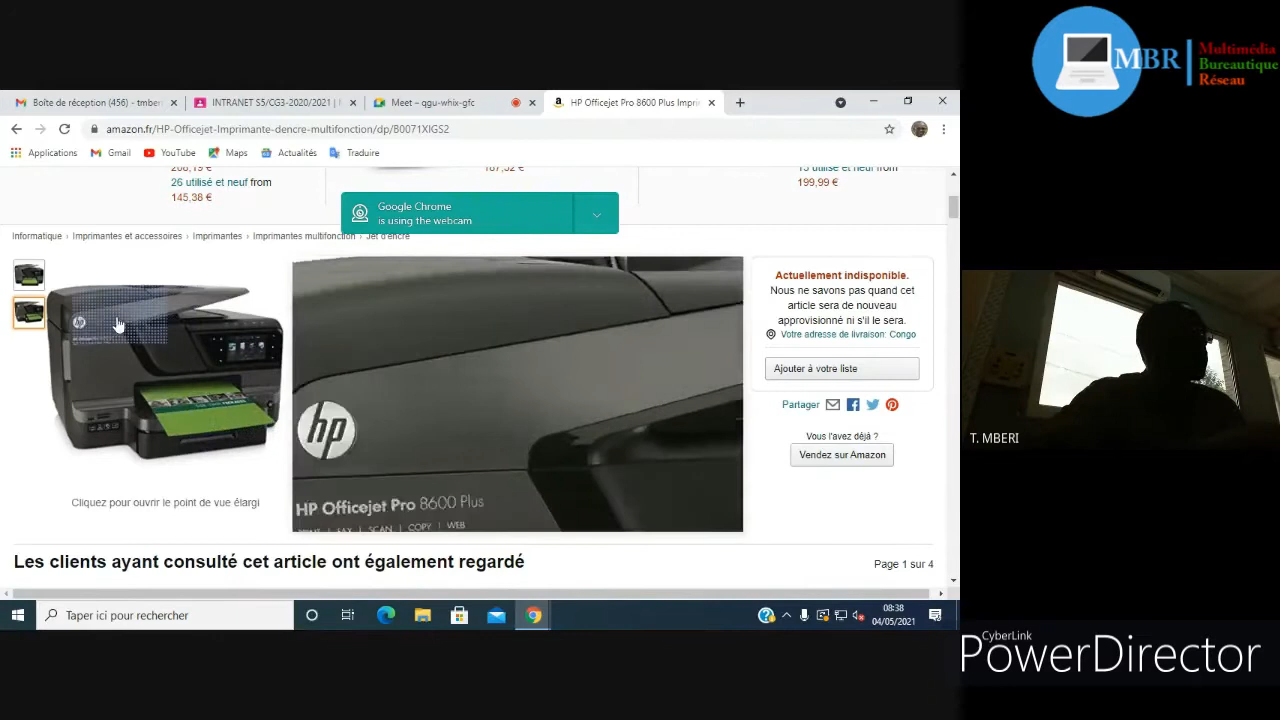 MBR
Multimédia
Bureautique
Réseau
Boîte de réception (456) - tmber
INTRANET S5/CG3-2020/2021 |
Meet – qgu-whix-gfc
HP Officejet Pro 8600 Plus Impri
amazon.fr/HP-Officejet-Imprimante-dencre-multifonction/dp/B0071XIGS2
Applications
Gmail
YouTube
Maps
Actualités
Traduire
208,19 €
26 utilisé et neuf from
145,38 €
187,52 €
15 utilisé et neuf from
199,99 €
Google Chrome
is using the webcam
Informatique › Imprimantes et accessoires › Imprimantes › Imprimantes multifonction › Jet d'encre
hp
HP Officejet Pro 8600 Plus
PRINT | FAX | SCAN | COPY | WEB
Cliquez pour ouvrir le point de vue élargi
Actuellement indisponible.
Nous ne savons pas quand cet
article sera de nouveau
approvisionné ni s'il le sera.
Votre adresse de livraison: Congo
Ajouter à votre liste
Partager
Vous l'avez déjà ?
Vendez sur Amazon
Les clients ayant consulté cet article ont également regardé
Page 1 sur 4
Taper ici pour rechercher
08:38
04/05/2021
T. MBERI
CyberLink
PowerDirector